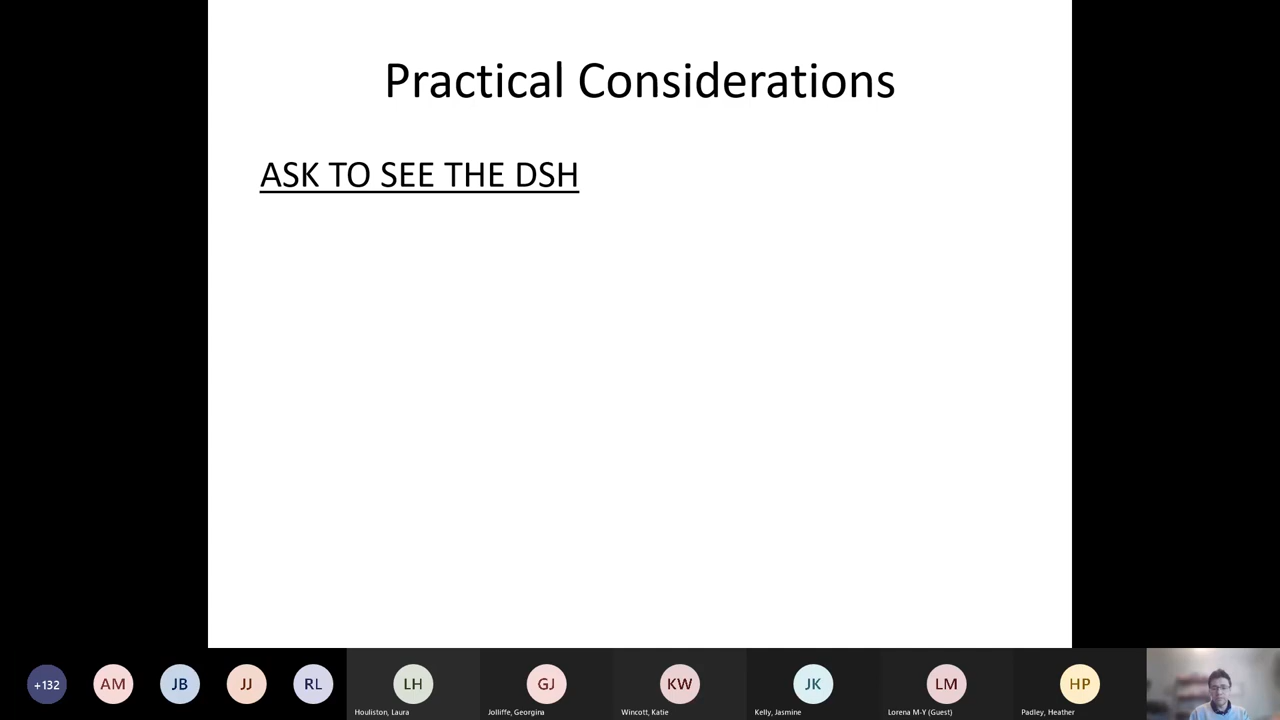 Practical Considerations
ASK TO SEE THE DSH
+132
AM
JB
JJ
RL
LH
GJ
KW
JK
LM
HP
Houliston, Laura
Jolliffe, Georgina
Wincott, Katie
Kelly, Jasmine
Lorena M-Y (Guest)
Padley, Heather